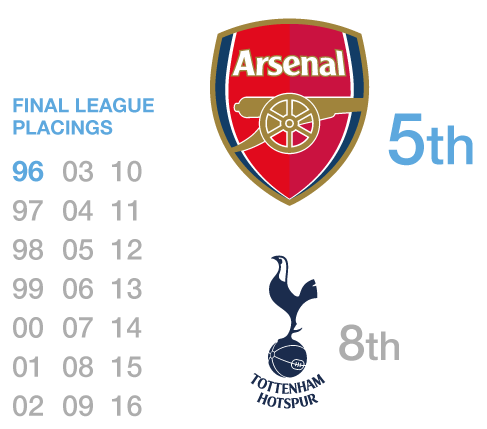 Arsenal
5th
FINAL LEAGUE
PLACINGS
96 03 10
97 04 11
98 05 12
99 06 13
00 07 14
01 08 15
02 09 16
8th
TOTTENHAM
HOTSPUR